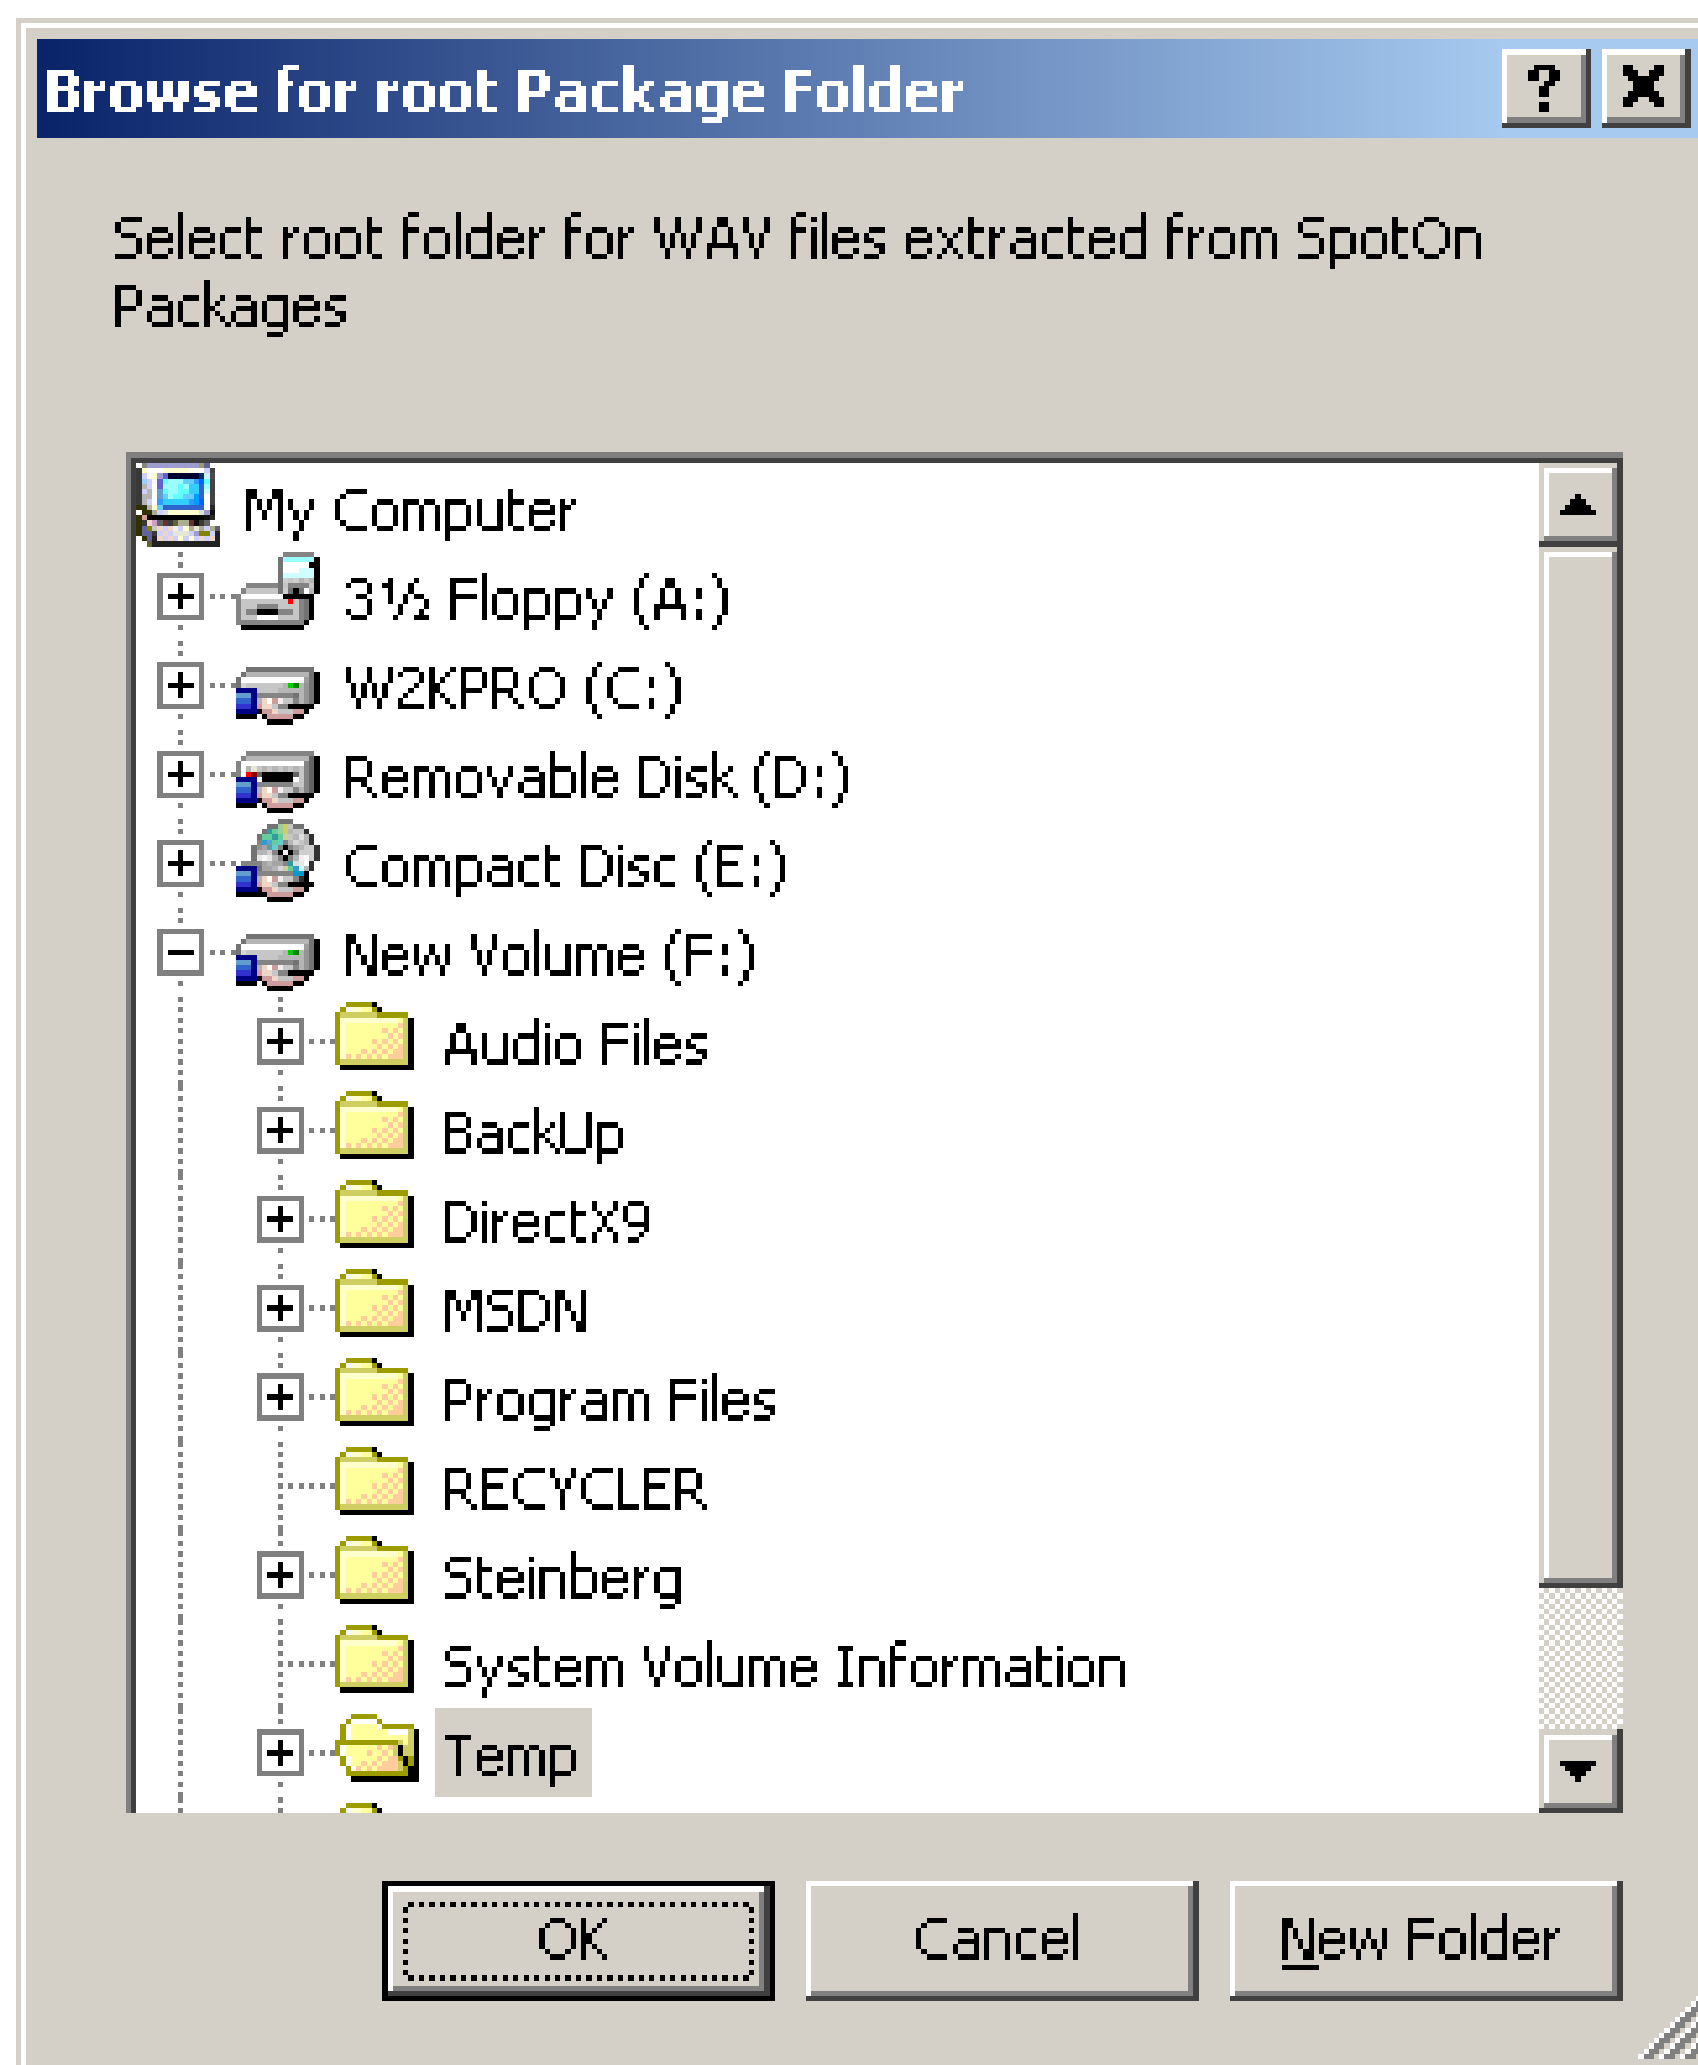 Browse for root Package Folder
Select root folder for WAV files extracted from SpotOn
Packages
My Computer
3½ Floppy (A:)
W2KPRO (C:)
Removable Disk (D:)
Compact Disc (E:)
New Volume (F:)
Audio Files
BackUp
DirectX9
MSDN
Program Files
RECYCLER
Steinberg
System Volume Information
Temp
OK Cancel New Folder